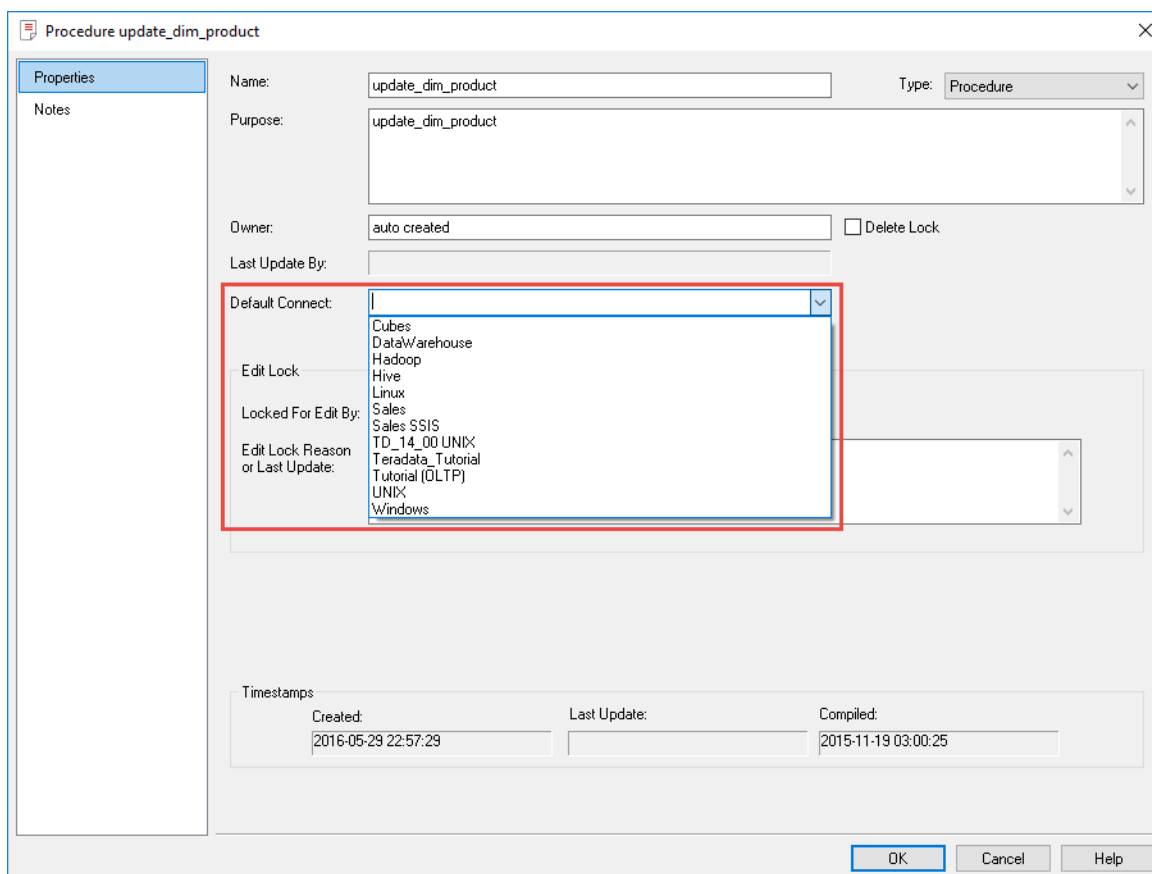 Procedure update_dim_product
Properties
Notes
Name:
update_dim_product
Type:
Procedure
Purpose:
update_dim_product
Owner:
auto created
Delete Lock
Last Update By:
Default Connect:
Cubes
DataWarehouse
Hadoop
Hive
Linux
Sales
Sales SSIS
TD_14_00 UNIX
Teradata_Tutorial
Tutorial (OLTP)
UNIX
Windows
Edit Lock
Locked For Edit By:
Edit Lock Reason
or Last Update:
Timestamps
Created:
Last Update:
Compiled:
2016-05-29 22:57:29
2015-11-19 03:00:25
OK
Cancel
Help